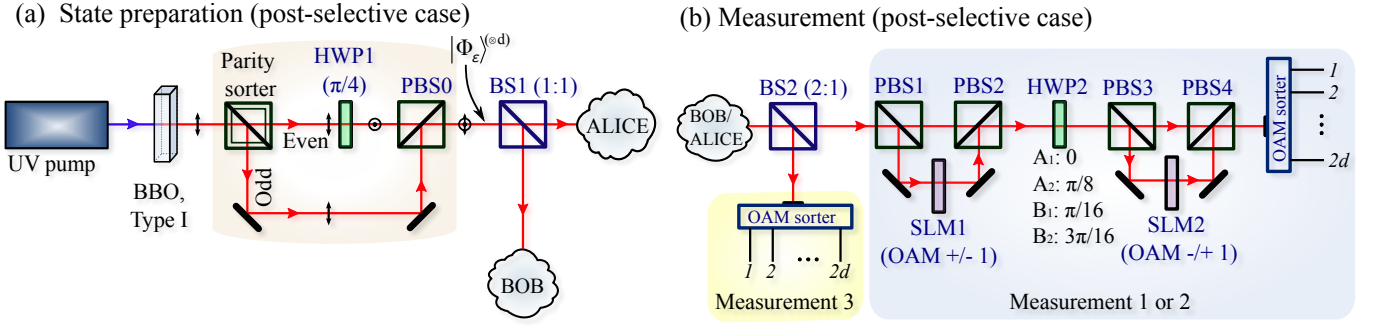 (a) State preparation (post-selective case)
UV pump
BBO,
Type I
Parity
sorter
Even
Odd
HWP1
(π/4)
PBS0
|Φε⟩(⊗d)
BS1 (1:1)
ALICE
BOB
(b) Measurement (post-selective case)
BOB/
ALICE
BS2 (2:1)
OAM sorter
1 2 ... 2d
Measurement 3
PBS1
PBS2
SLM1
(OAM +/- 1)
HWP2
A1: 0
A2: π/8
B1: π/16
B2: 3π/16
PBS3
PBS4
SLM2
(OAM -/+ 1)
OAM sorter
1
2
...
2d
Measurement 1 or 2